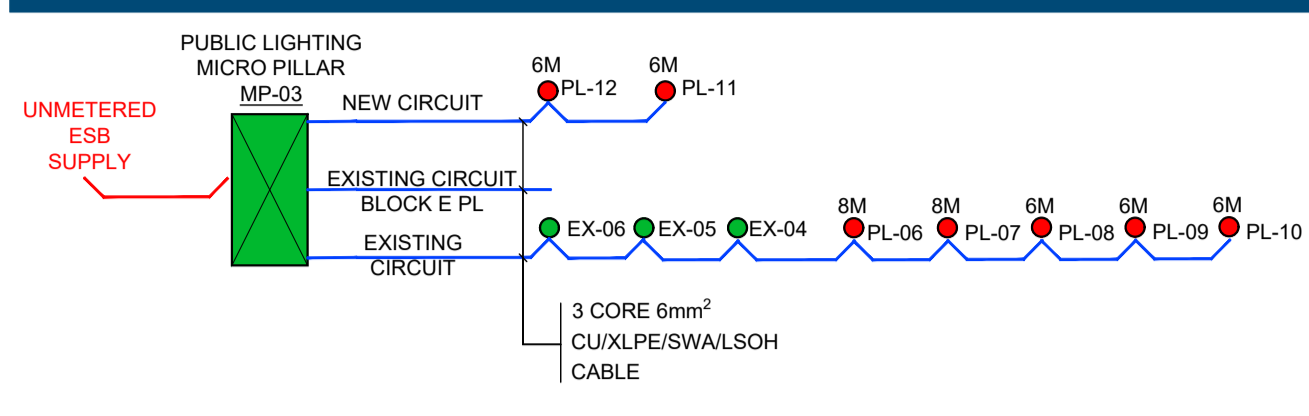 PUBLIC LIGHTING
MICRO PILLAR
MP-03
UNMETERED
ESB
SUPPLY
NEW CIRCUIT
6M
PL-12
6M
PL-11
EXISTING CIRCUIT
BLOCK E PL
EXISTING
CIRCUIT
EX-06
EX-05
EX-04
8M
PL-06
8M
PL-07
6M
PL-08
6M
PL-09
6M
PL-10
3 CORE 6mm²
CU/XLPE/SWA/LSOH
CABLE